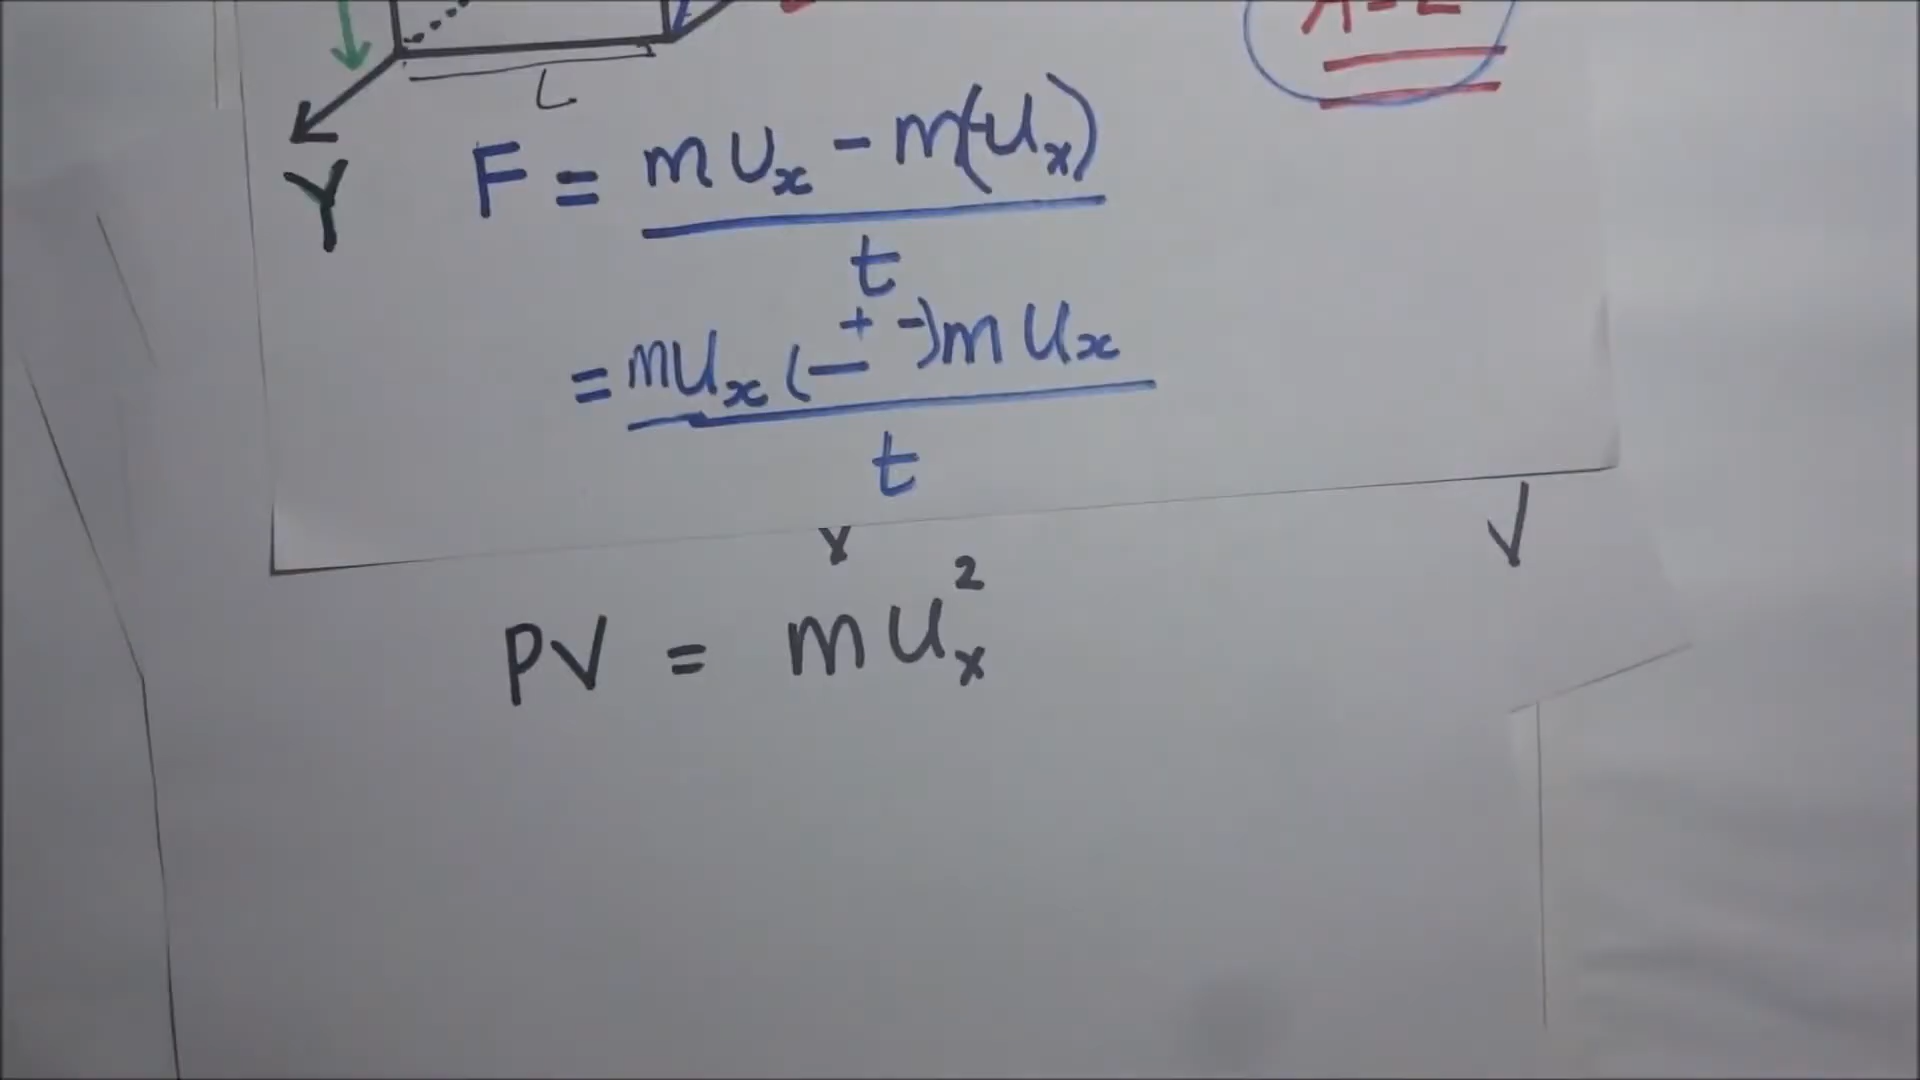 L
Y
F = mUx - m(-Ux)
t
= mUx (-+-)mUx
t
V
PV = mUx²